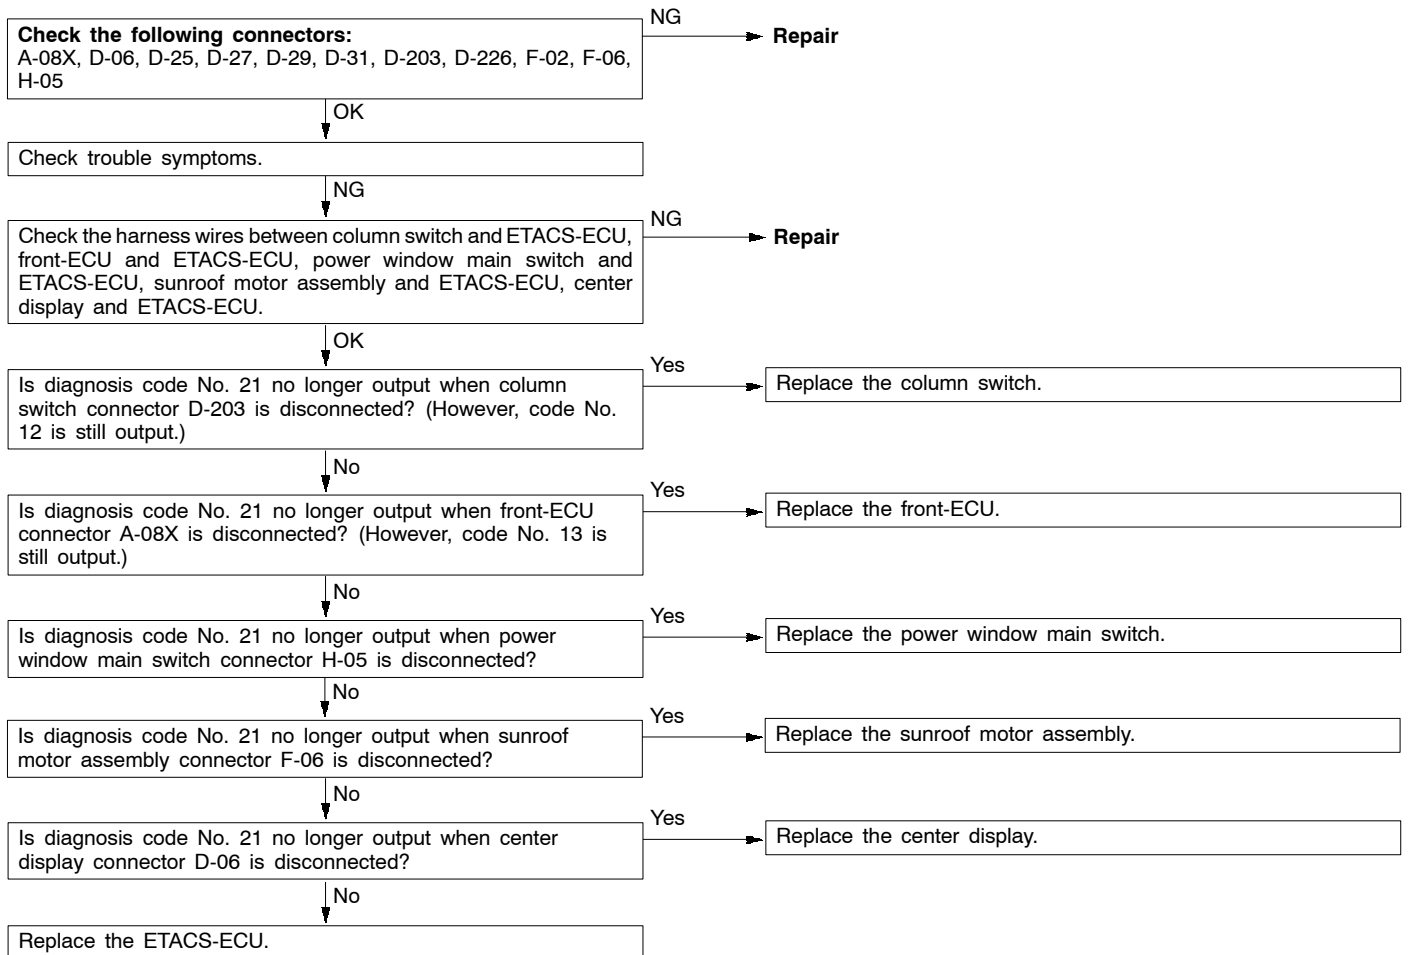 Check the following connectors:
A-08X, D-06, D-25, D-27, D-29, D-31, D-203, D-226, F-02, F-06,
H-05
NG
Repair
OK
Check trouble symptoms.
NG
Check the harness wires between column switch and ETACS-ECU,
front-ECU and ETACS-ECU, power window main switch and
ETACS-ECU, sunroof motor assembly and ETACS-ECU, center
display and ETACS-ECU.
NG
Repair
OK
Is diagnosis code No. 21 no longer output when column
switch connector D-203 is disconnected? (However, code No.
12 is still output.)
Yes
Replace the column switch.
No
Is diagnosis code No. 21 no longer output when front-ECU
connector A-08X is disconnected? (However, code No. 13 is
still output.)
Yes
Replace the front-ECU.
No
Is diagnosis code No. 21 no longer output when power
window main switch connector H-05 is disconnected?
Yes
Replace the power window main switch.
No
Is diagnosis code No. 21 no longer output when sunroof
motor assembly connector F-06 is disconnected?
Yes
Replace the sunroof motor assembly.
No
Is diagnosis code No. 21 no longer output when center
display connector D-06 is disconnected?
Yes
Replace the center display.
No
Replace the ETACS-ECU.